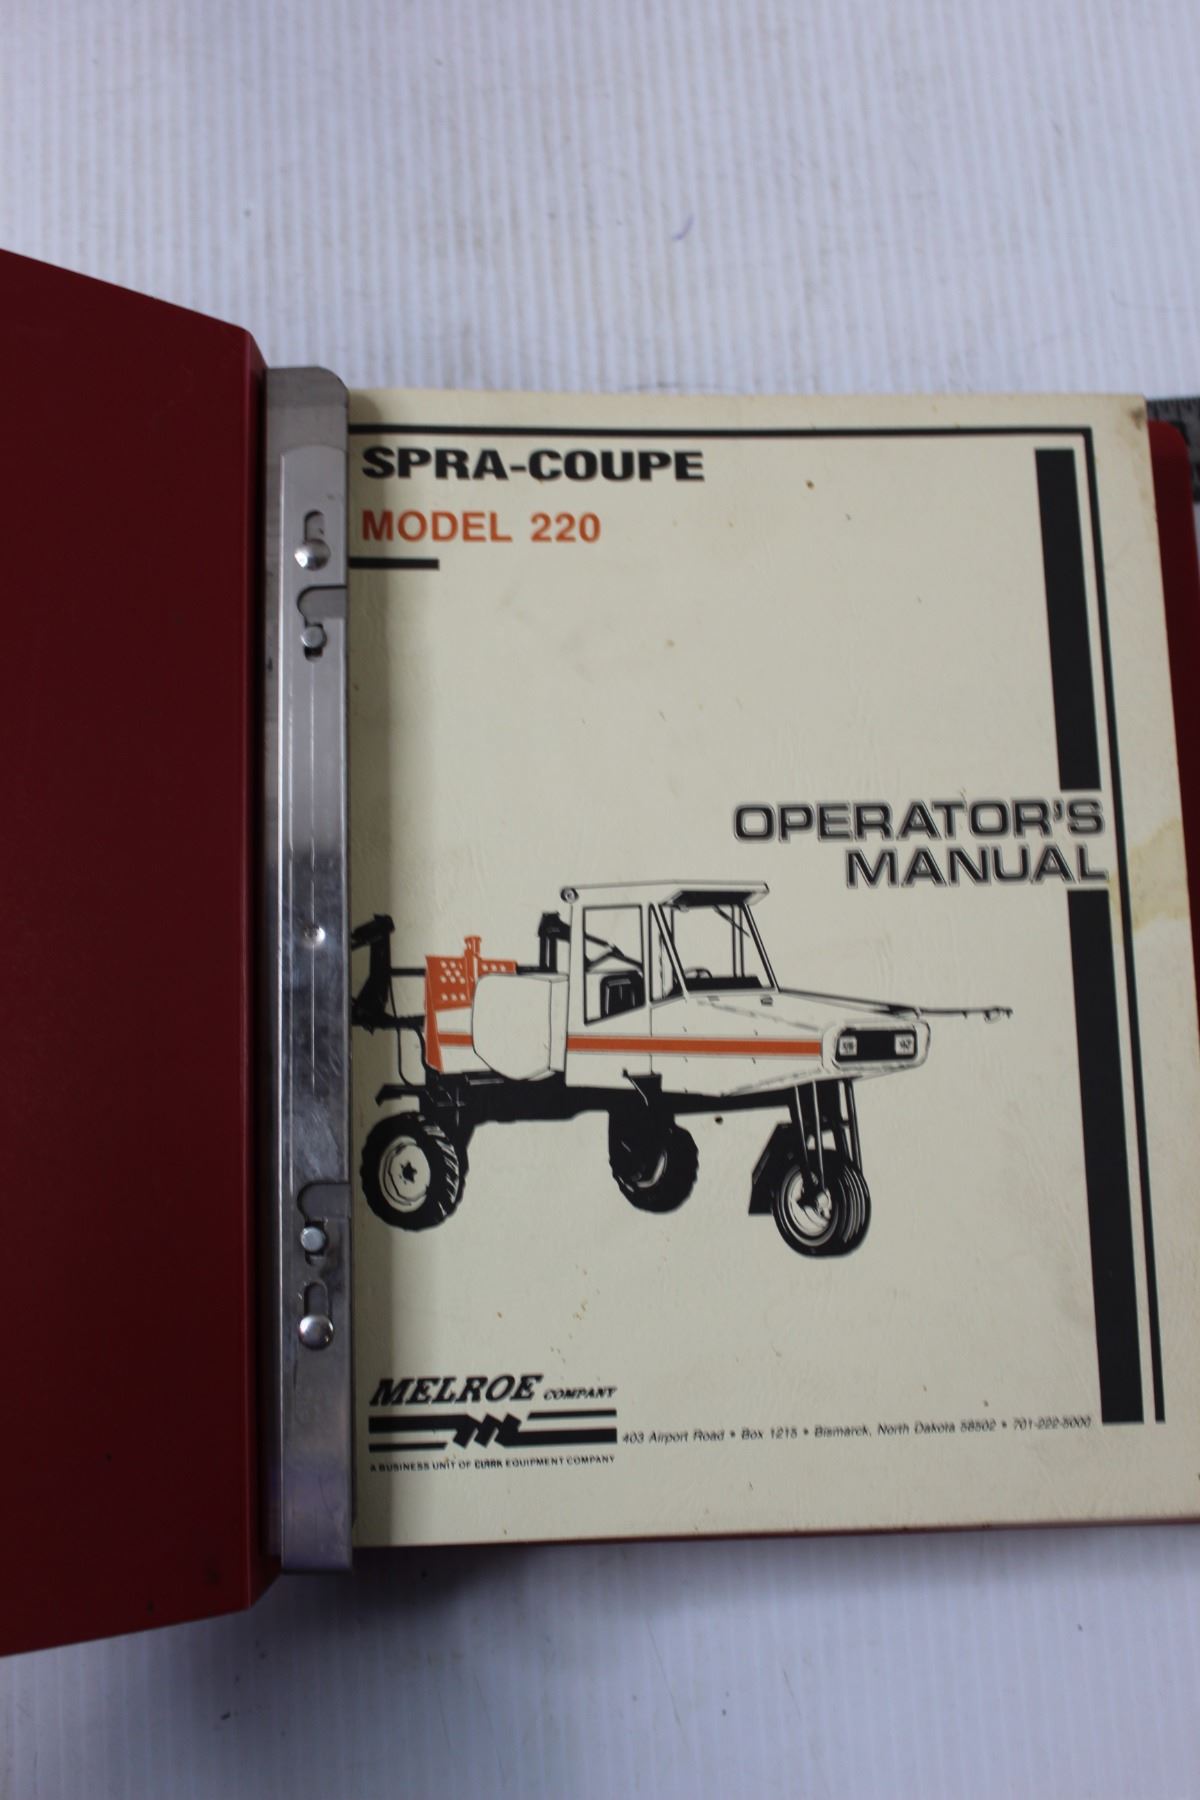 SPRA-COUPE
MODEL 220
OPERATOR'S
MANUAL
MELROE COMPANY
403 Airport Road • Box 1215 • Bismarck, North Dakota 58502 • 701-222-5000
A BUSINESS UNIT OF CLARK EQUIPMENT COMPANY